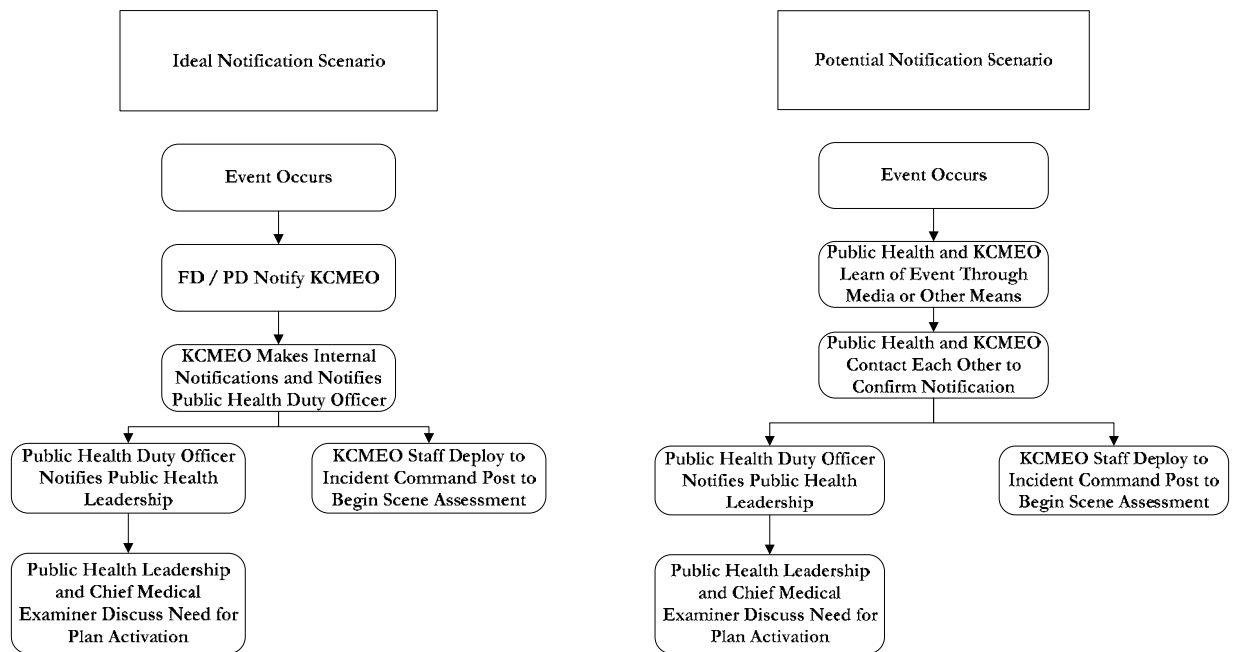 Ideal Notification Scenario
Event Occurs
FD / PD Notify KCMEO
KCMEO Makes Internal
Notifications and Notifies
Public Health Duty Officer
Public Health Duty Officer
Notifies Public Health
Leadership
KCMEO Staff Deploy to
Incident Command Post to
Begin Scene Assessment
Public Health Leadership
and Chief Medical
Examiner Discuss Need for
Plan Activation
Potential Notification Scenario
Event Occurs
Public Health and KCMEO
Learn of Event Through
Media or Other Means
Public Health and KCMEO
Contact Each Other to
Confirm Notification
Public Health Duty Officer
Notifies Public Health
Leadership
KCMEO Staff Deploy to
Incident Command Post to
Begin Scene Assessment
Public Health Leadership
and Chief Medical
Examiner Discuss Need for
Plan Activation